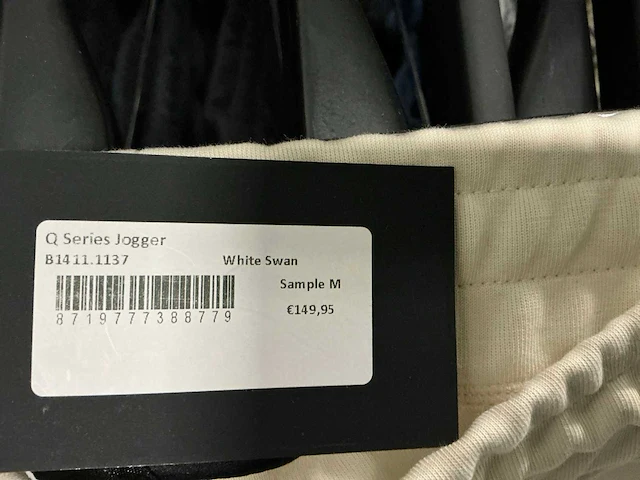 Q Series Jogger
B1411.1137 White Swan
Sample M
8719777388779 €149,95